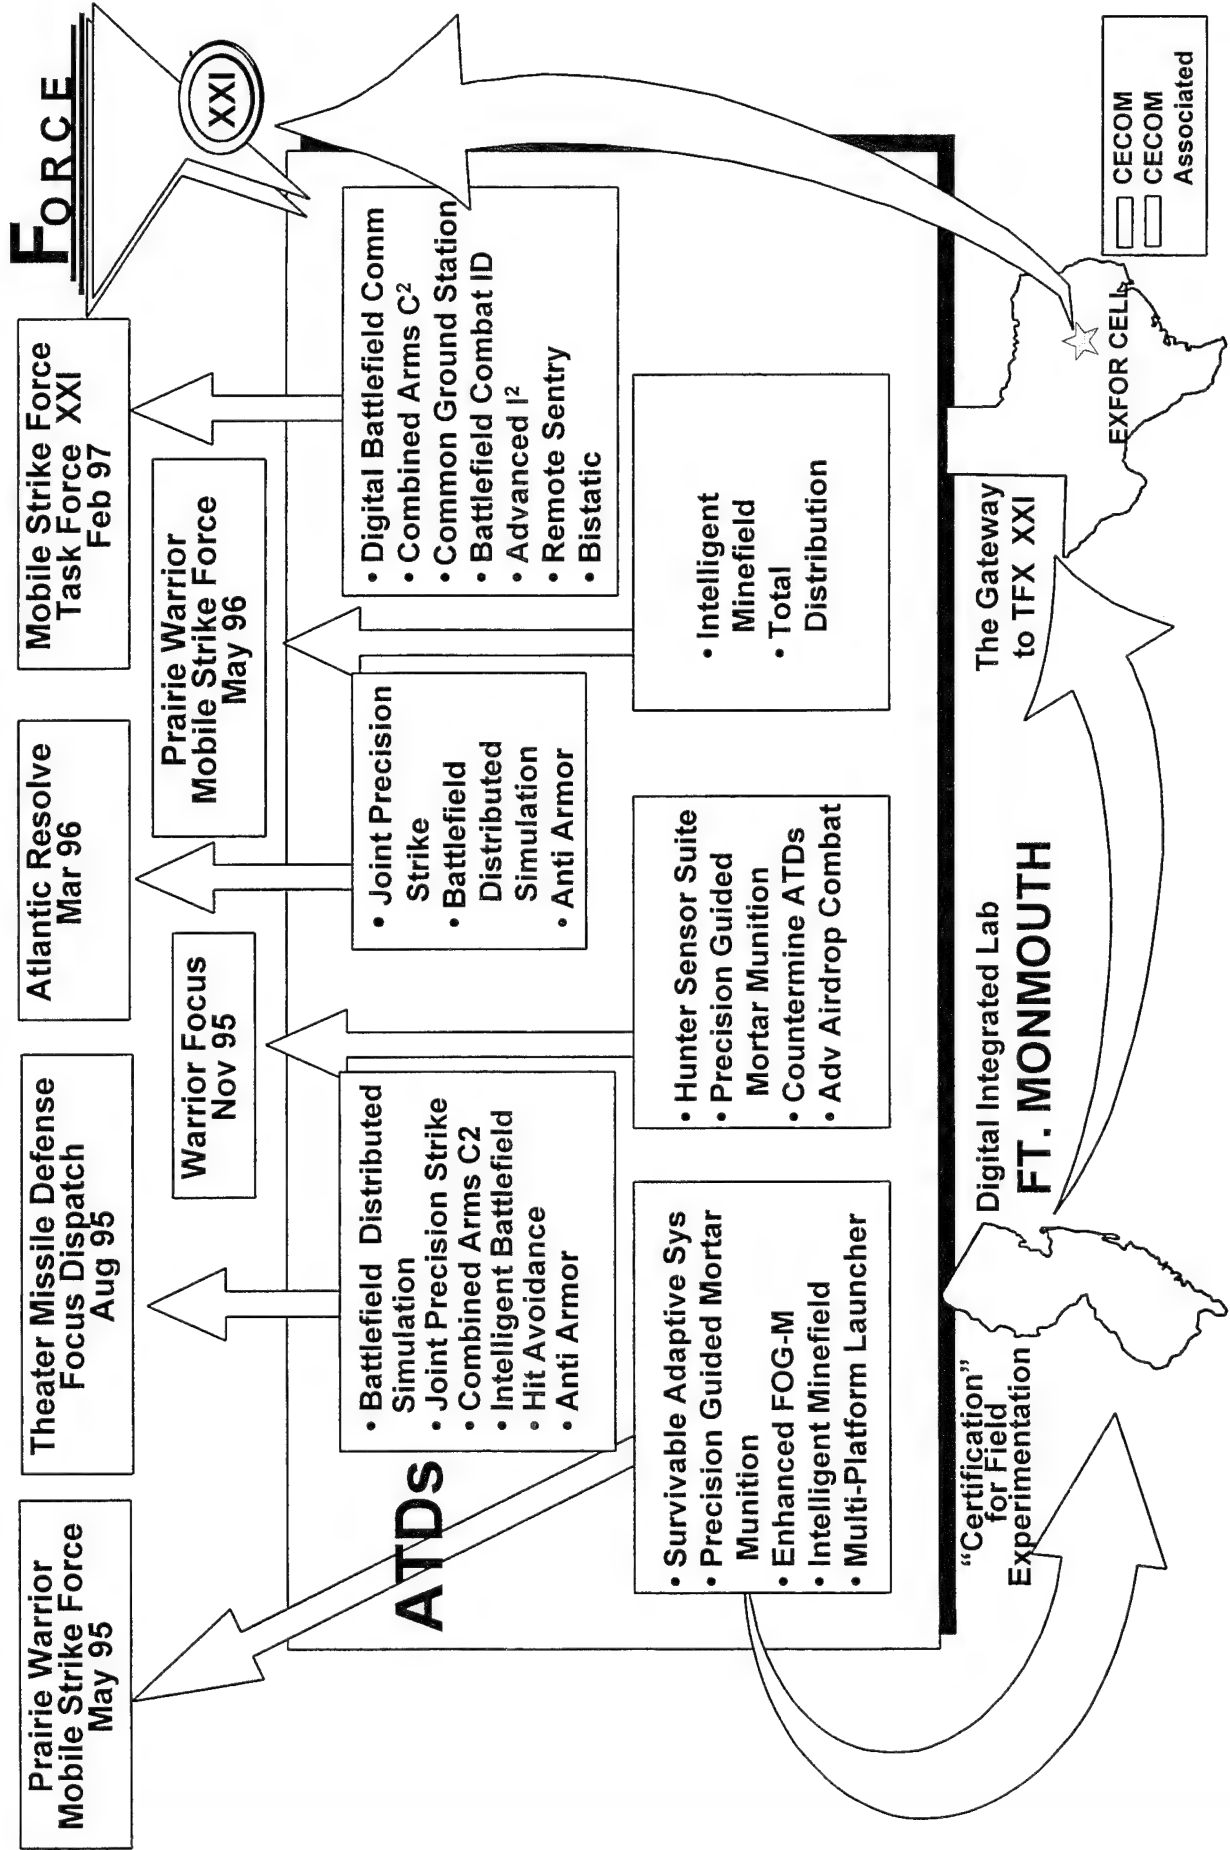 FORCE
XXI
Prairie Warrior
Mobile Strike Force
May 95
Theater Missile Defense
Focus Dispatch
Aug 95
Atlantic Resolve
Mar 96
Mobile Strike Force
Task Force XXI
Feb 97
Warrior Focus
Nov 95
Prairie Warrior
Mobile Strike Force
May 96
ATDs
• Battlefield Distributed
Simulation
• Joint Precision Strike
• Combined Arms C2
• Intelligent Battlefield
• Hit Avoidance
• Anti Armor
• Joint Precision
Strike
• Battlefield
Distributed
Simulation
• Anti Armor
• Digital Battlefield Comm
• Combined Arms C²
• Common Ground Station
• Battlefield Combat ID
• Advanced I²
• Remote Sentry
• Bistatic
• Survivable Adaptive Sys
• Precision Guided Mortar
Munition
• Enhanced FOG-M
• Intelligent Minefield
• Multi-Platform Launcher
• Hunter Sensor Suite
• Precision Guided
Mortar Munition
• Countermine ATDs
• Adv Airdrop Combat
• Intelligent
Minefield
• Total
Distribution
"Certification"
for Field
Experimentation
Digital Integrated Lab
FT. MONMOUTH
The Gateway
to TFX XXI
EXFOR CELL
CECOM
CECOM
Associated